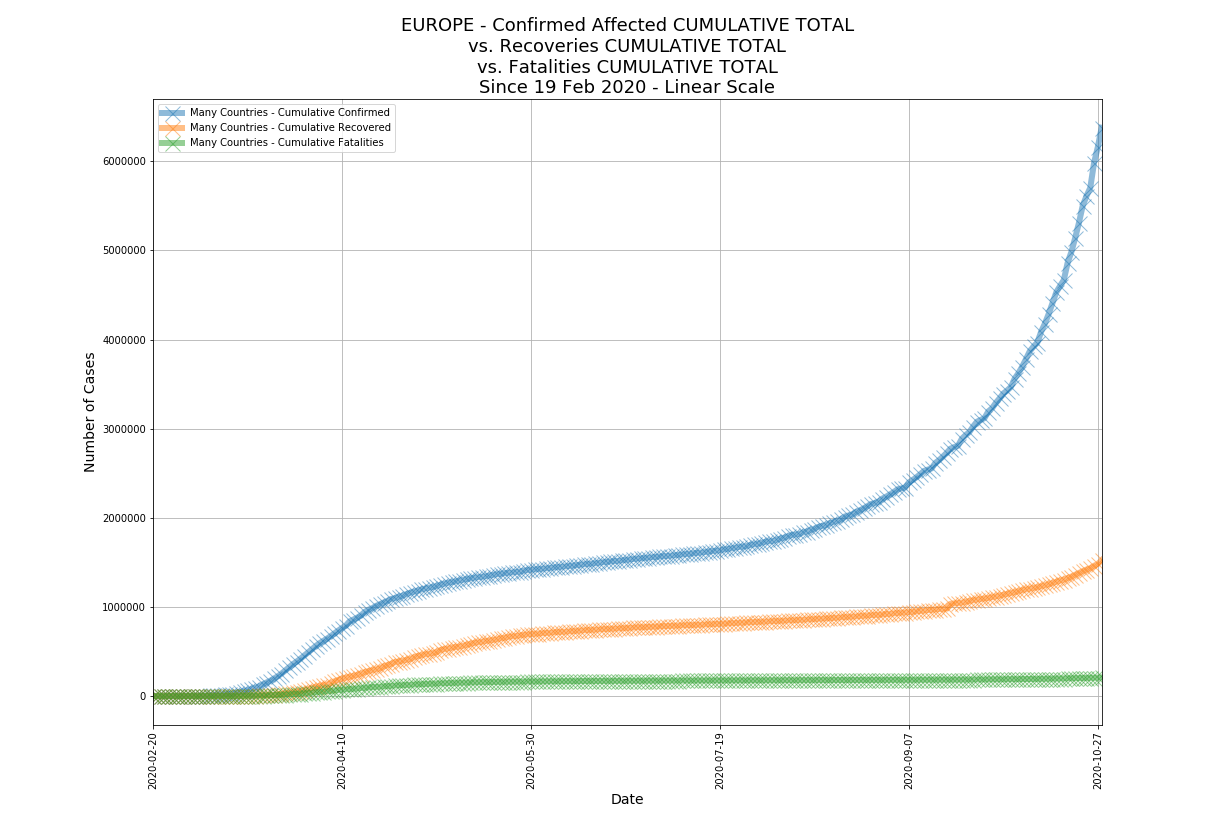 EUROPE - Confirmed Affected CUMULATIVE TOTAL
vs. Recoveries CUMULATIVE TOTAL
vs. Fatalities CUMULATIVE TOTAL
Since 19 Feb 2020 - Linear Scale
Many Countries - Cumulative Confirmed
Many Countries - Cumulative Recovered
Many Countries - Cumulative Fatalities
Number of Cases
6000000
5000000
4000000
3000000
2000000
1000000
0
2020-02-20
2020-04-10
2020-05-30
2020-07-19
2020-09-07
2020-10-27
Date